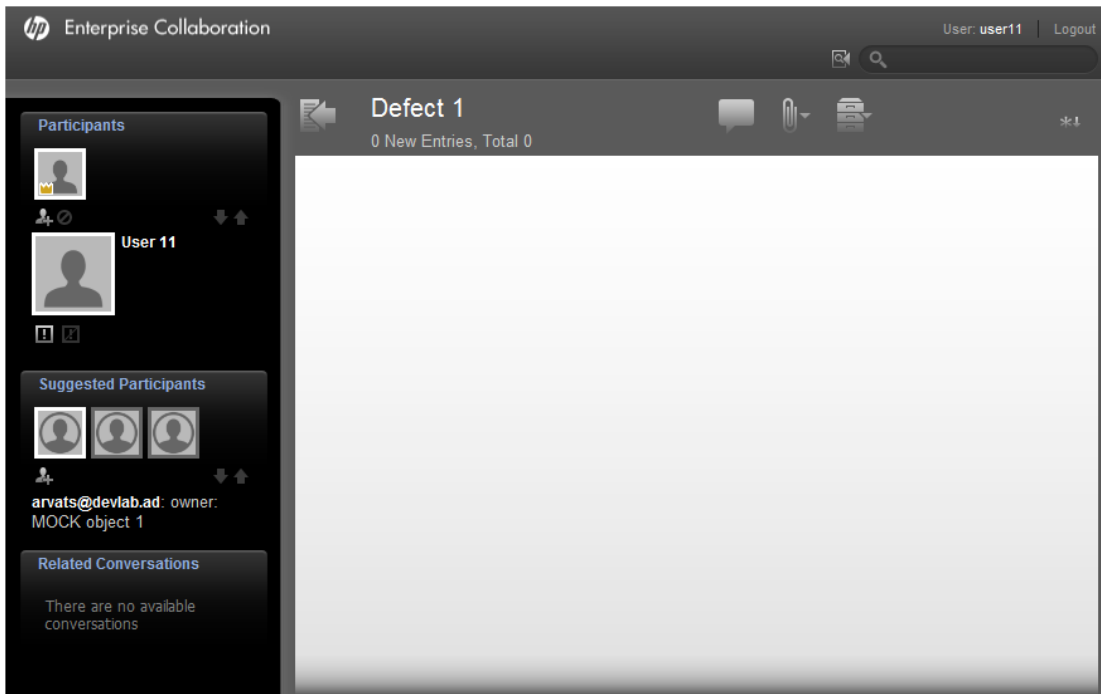 hp Enterprise Collaboration
User: user11 Logout
Participants
User 11
Suggested Participants
arvats@devlab.ad: owner:
MOCK object 1
Related Conversations
There are no available
conversations
Defect 1
0 New Entries, Total 0